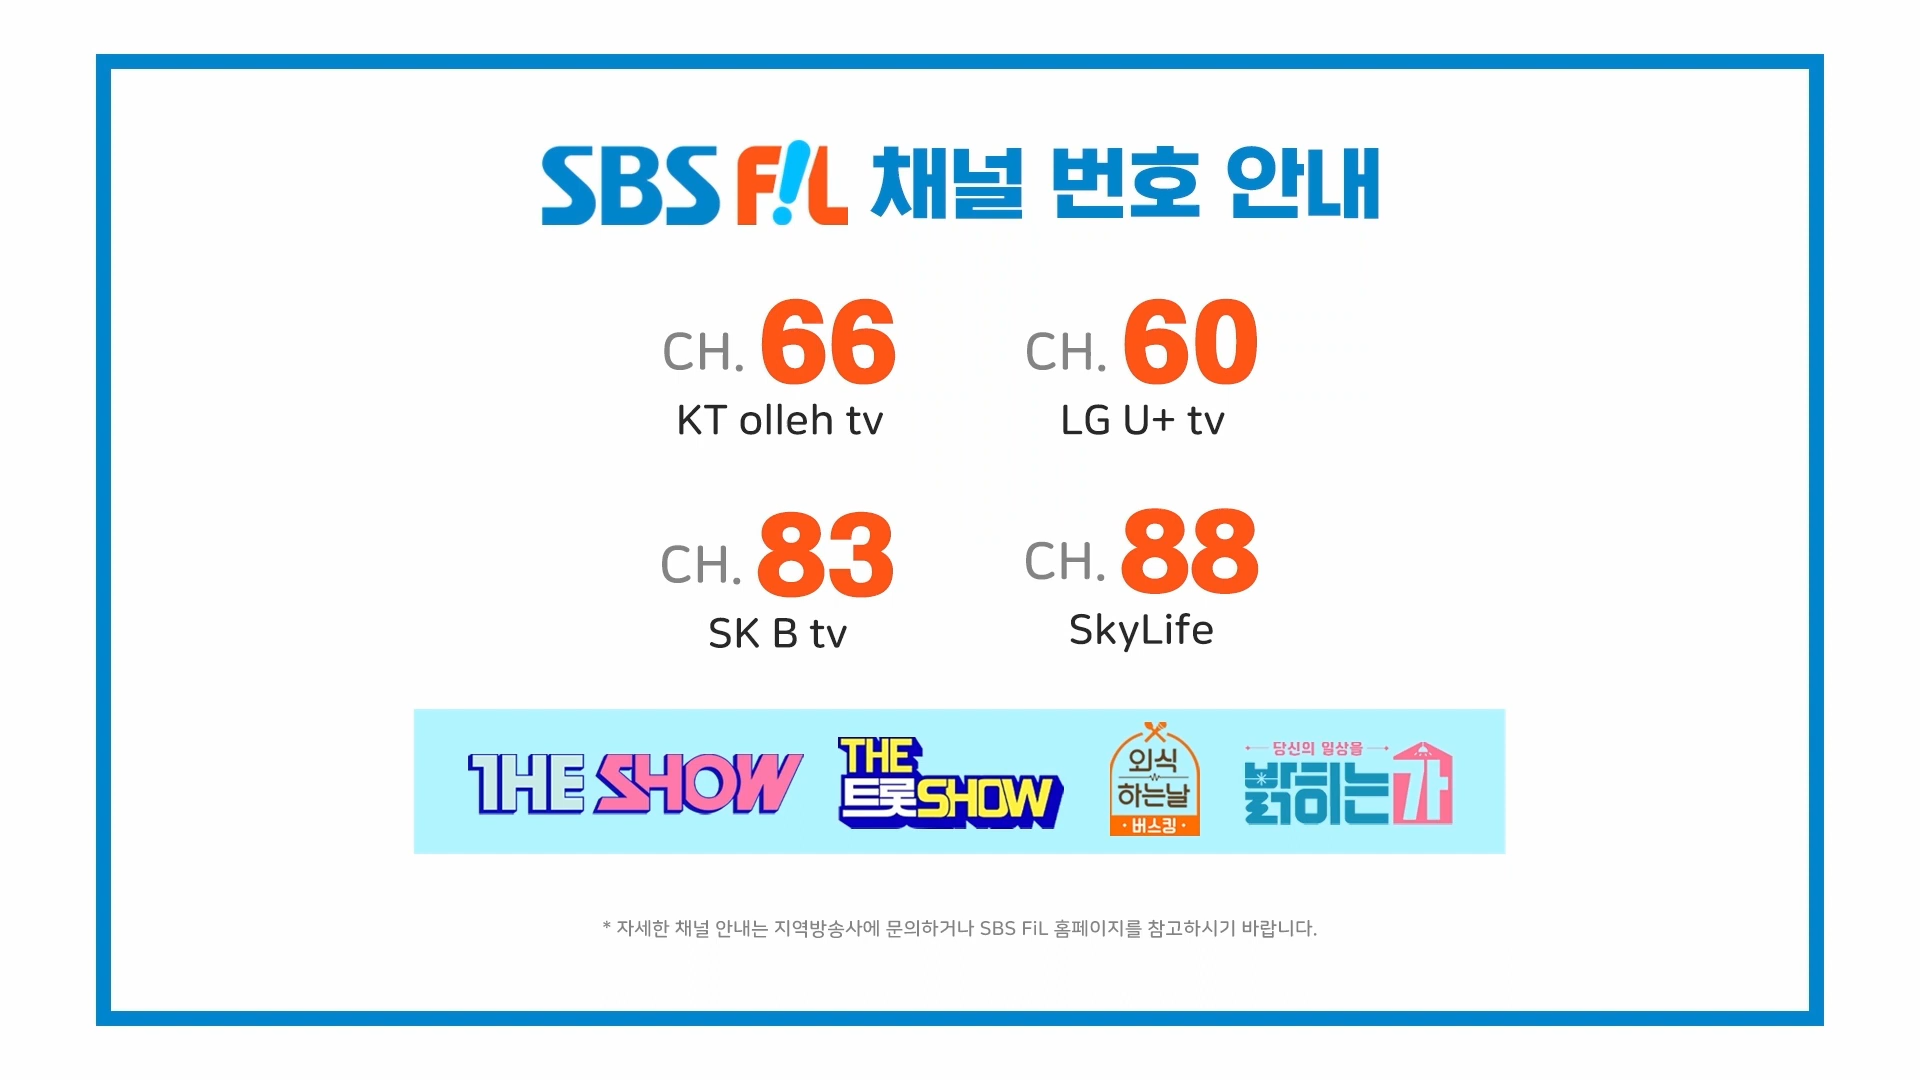 SBS FiL 채널 번호 안내
CH. 66
KT olleh tv
CH. 60
LG U+ tv
CH. 83
SK B tv
CH. 88
SkyLife
THE SHOW
THE
트롯SHOW
외식
하는날
·버스킹·
당신의 일상을
밝히는가
* 자세한 채널 안내는 지역방송사에 문의하거나 SBS FiL 홈페이지를 참고하시기 바랍니다.